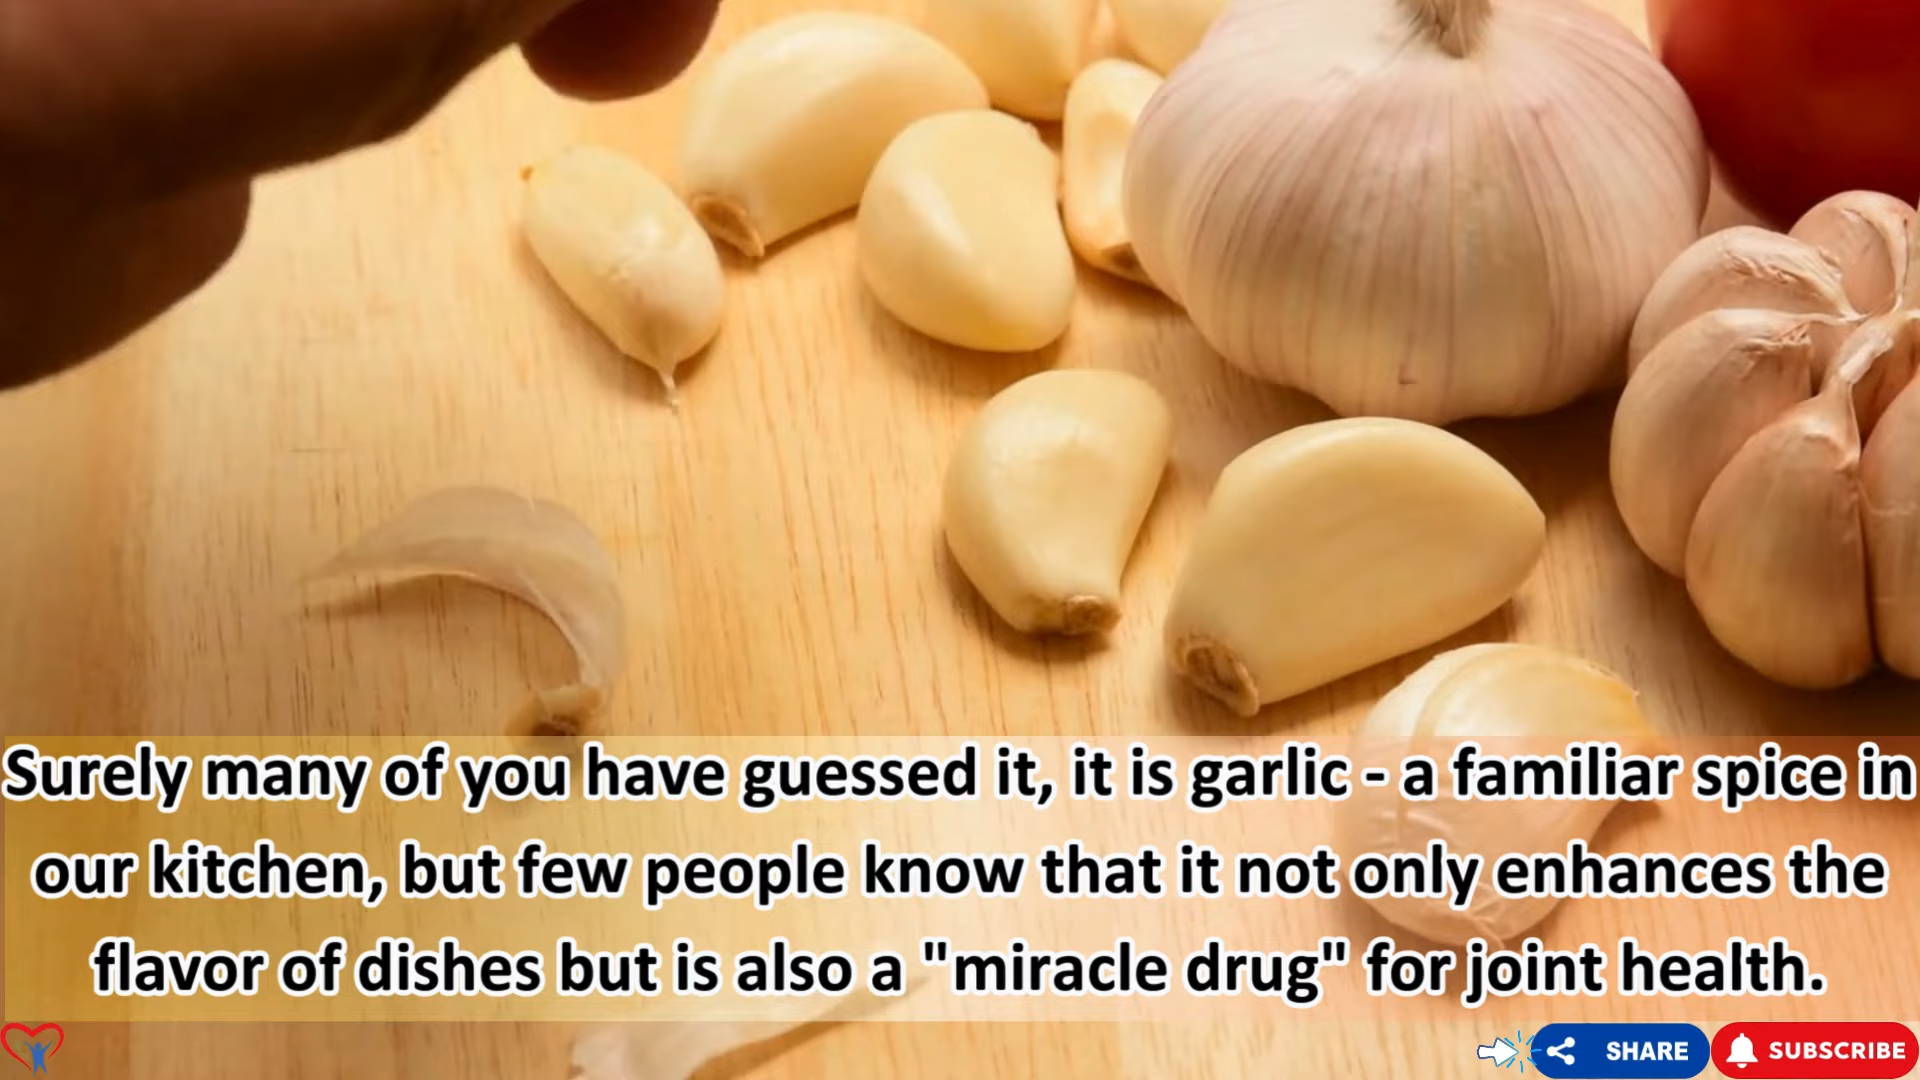 Surely many of you have guessed it, it is garlic - a familiar spice in
our kitchen, but few people know that it not only enhances the
flavor of dishes but is also a "miracle drug" for joint health.
SHARE
SUBSCRIBE